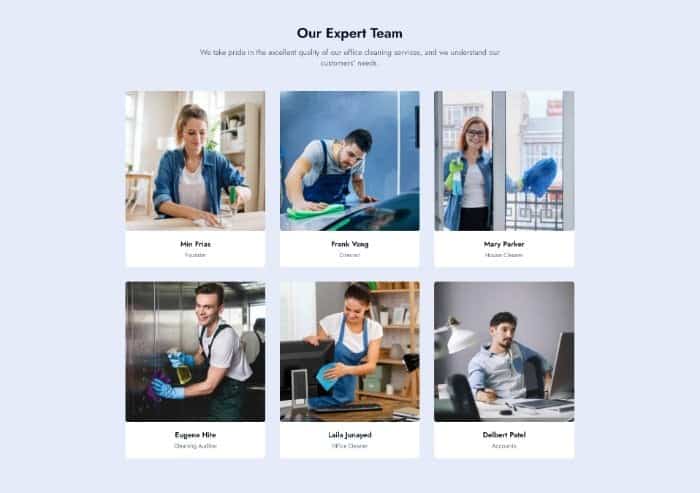 Our Expert Team
We take pride in the excellent quality of our office cleaning services, and we understand our
customers' needs.
Min Frias
Frank Vong
Mary Parker
Founder
Director
House Cleaner
Eugene Hite
Laila Junayed
Delbert Patel
Cleaning Auditor
Office Cleaner
Accounts